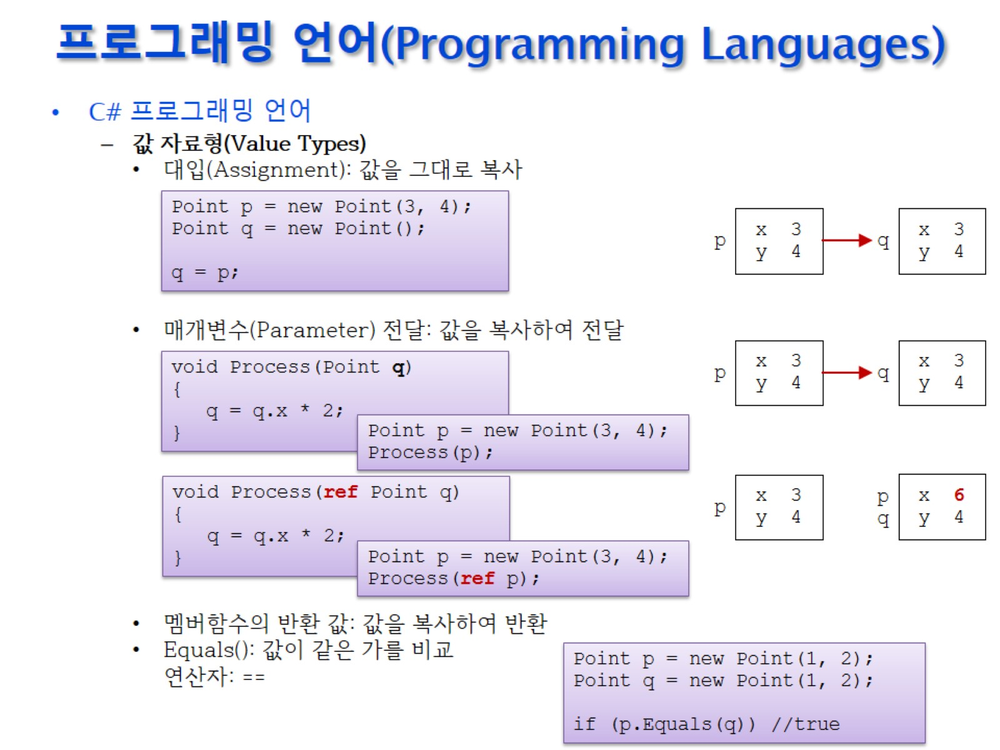 프로그래밍 언어(Programming Languages)
• C# 프로그래밍 언어
– 값 자료형(Value Types)
• 대입(Assignment): 값을 그대로 복사
Point p = new Point(3, 4);
Point q = new Point();
q = p;
p
x 3
y 4
q
x 3
y 4
• 매개변수(Parameter) 전달: 값을 복사하여 전달
void Process(Point q)
{
q = q.x * 2;
}
Point p = new Point(3, 4);
Process(p);
p
x 3
y 4
q
x 3
y 4
void Process(ref Point q)
{
q = q.x * 2;
}
Point p = new Point(3, 4);
Process(ref p);
p
x 3
y 4
p
q
x 6
y 4
• 멤버함수의 반환 값: 값을 복사하여 반환
• Equals(): 값이 같은 가를 비교
연산자: ==
Point p = new Point(1, 2);
Point q = new Point(1, 2);
if (p.Equals(q)) //true